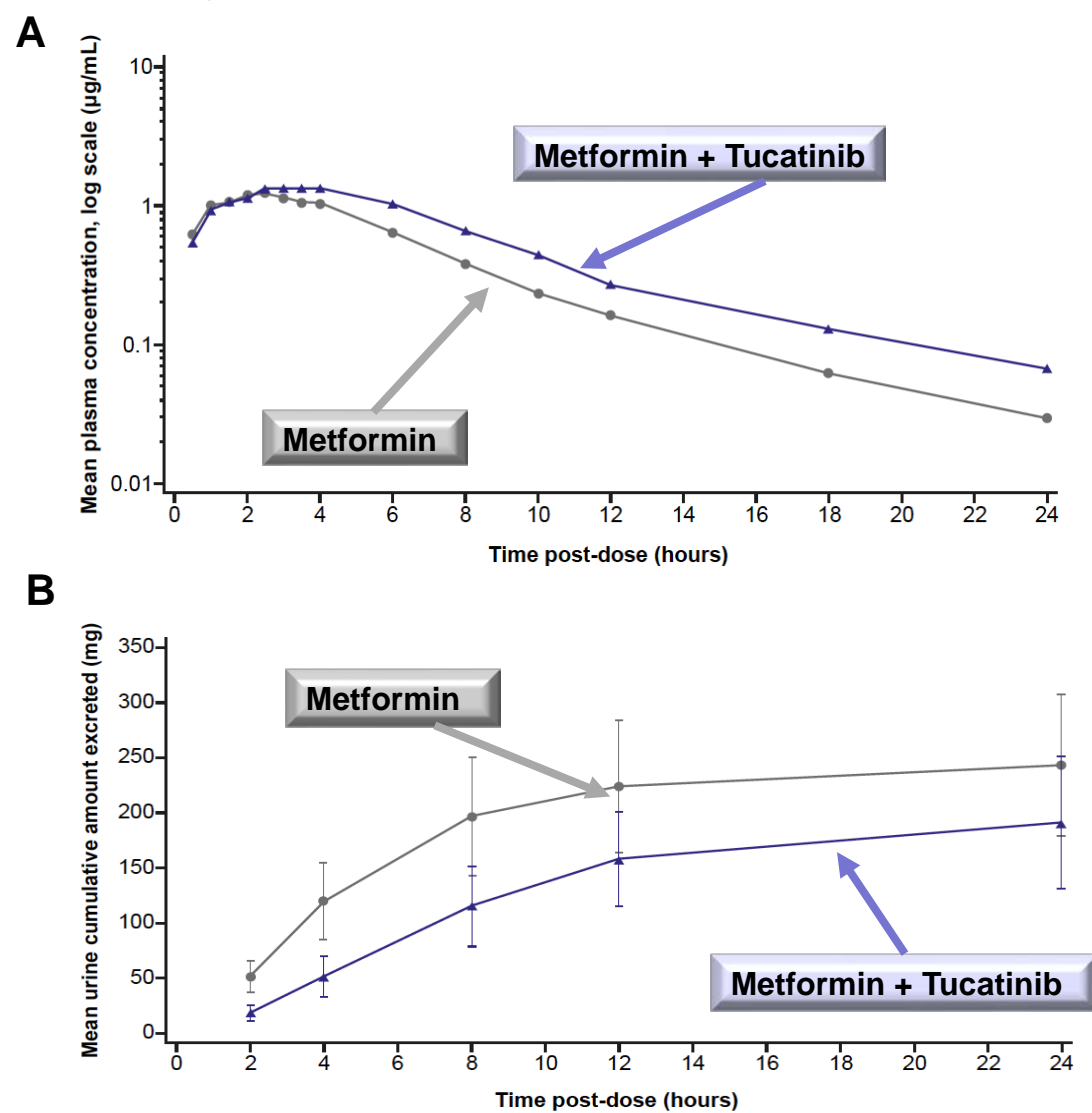 A
Mean plasma concentration, log scale (µg/mL)
10
1
0.1
0.01
Metformin + Tucatinib
Metformin
0 2 4 6 8 10 12 14 16 18 20 22 24
Time post-dose (hours)
B
Mean urine cumulative amount excreted (mg)
350
300
250
200
150
100
50
0
Metformin
Metformin + Tucatinib
0 2 4 6 8 10 12 14 16 18 20 22 24
Time post-dose (hours)